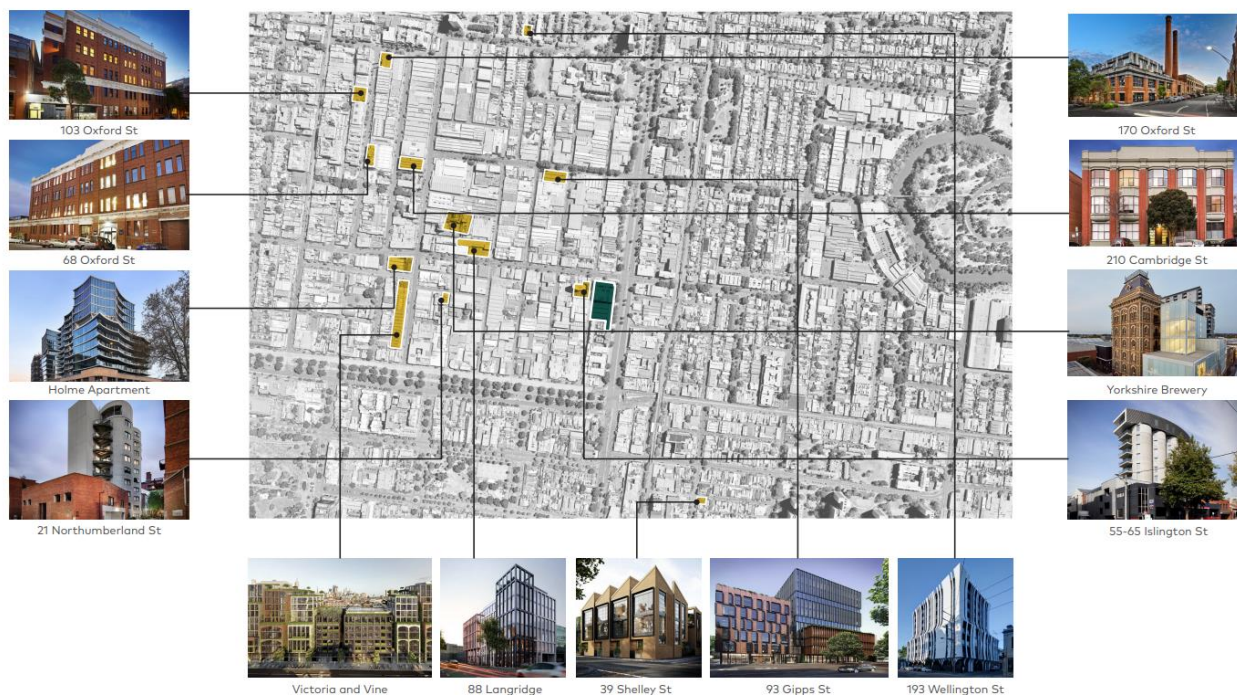 103 Oxford St
170 Oxford St
68 Oxford St
210 Cambridge St
Holme Apartment
Yorkshire Brewery
21 Northumberland St
55-65 Islington St
Victoria and Vine
88 Langridge
39 Shelley St
93 Gipps St
193 Wellington St